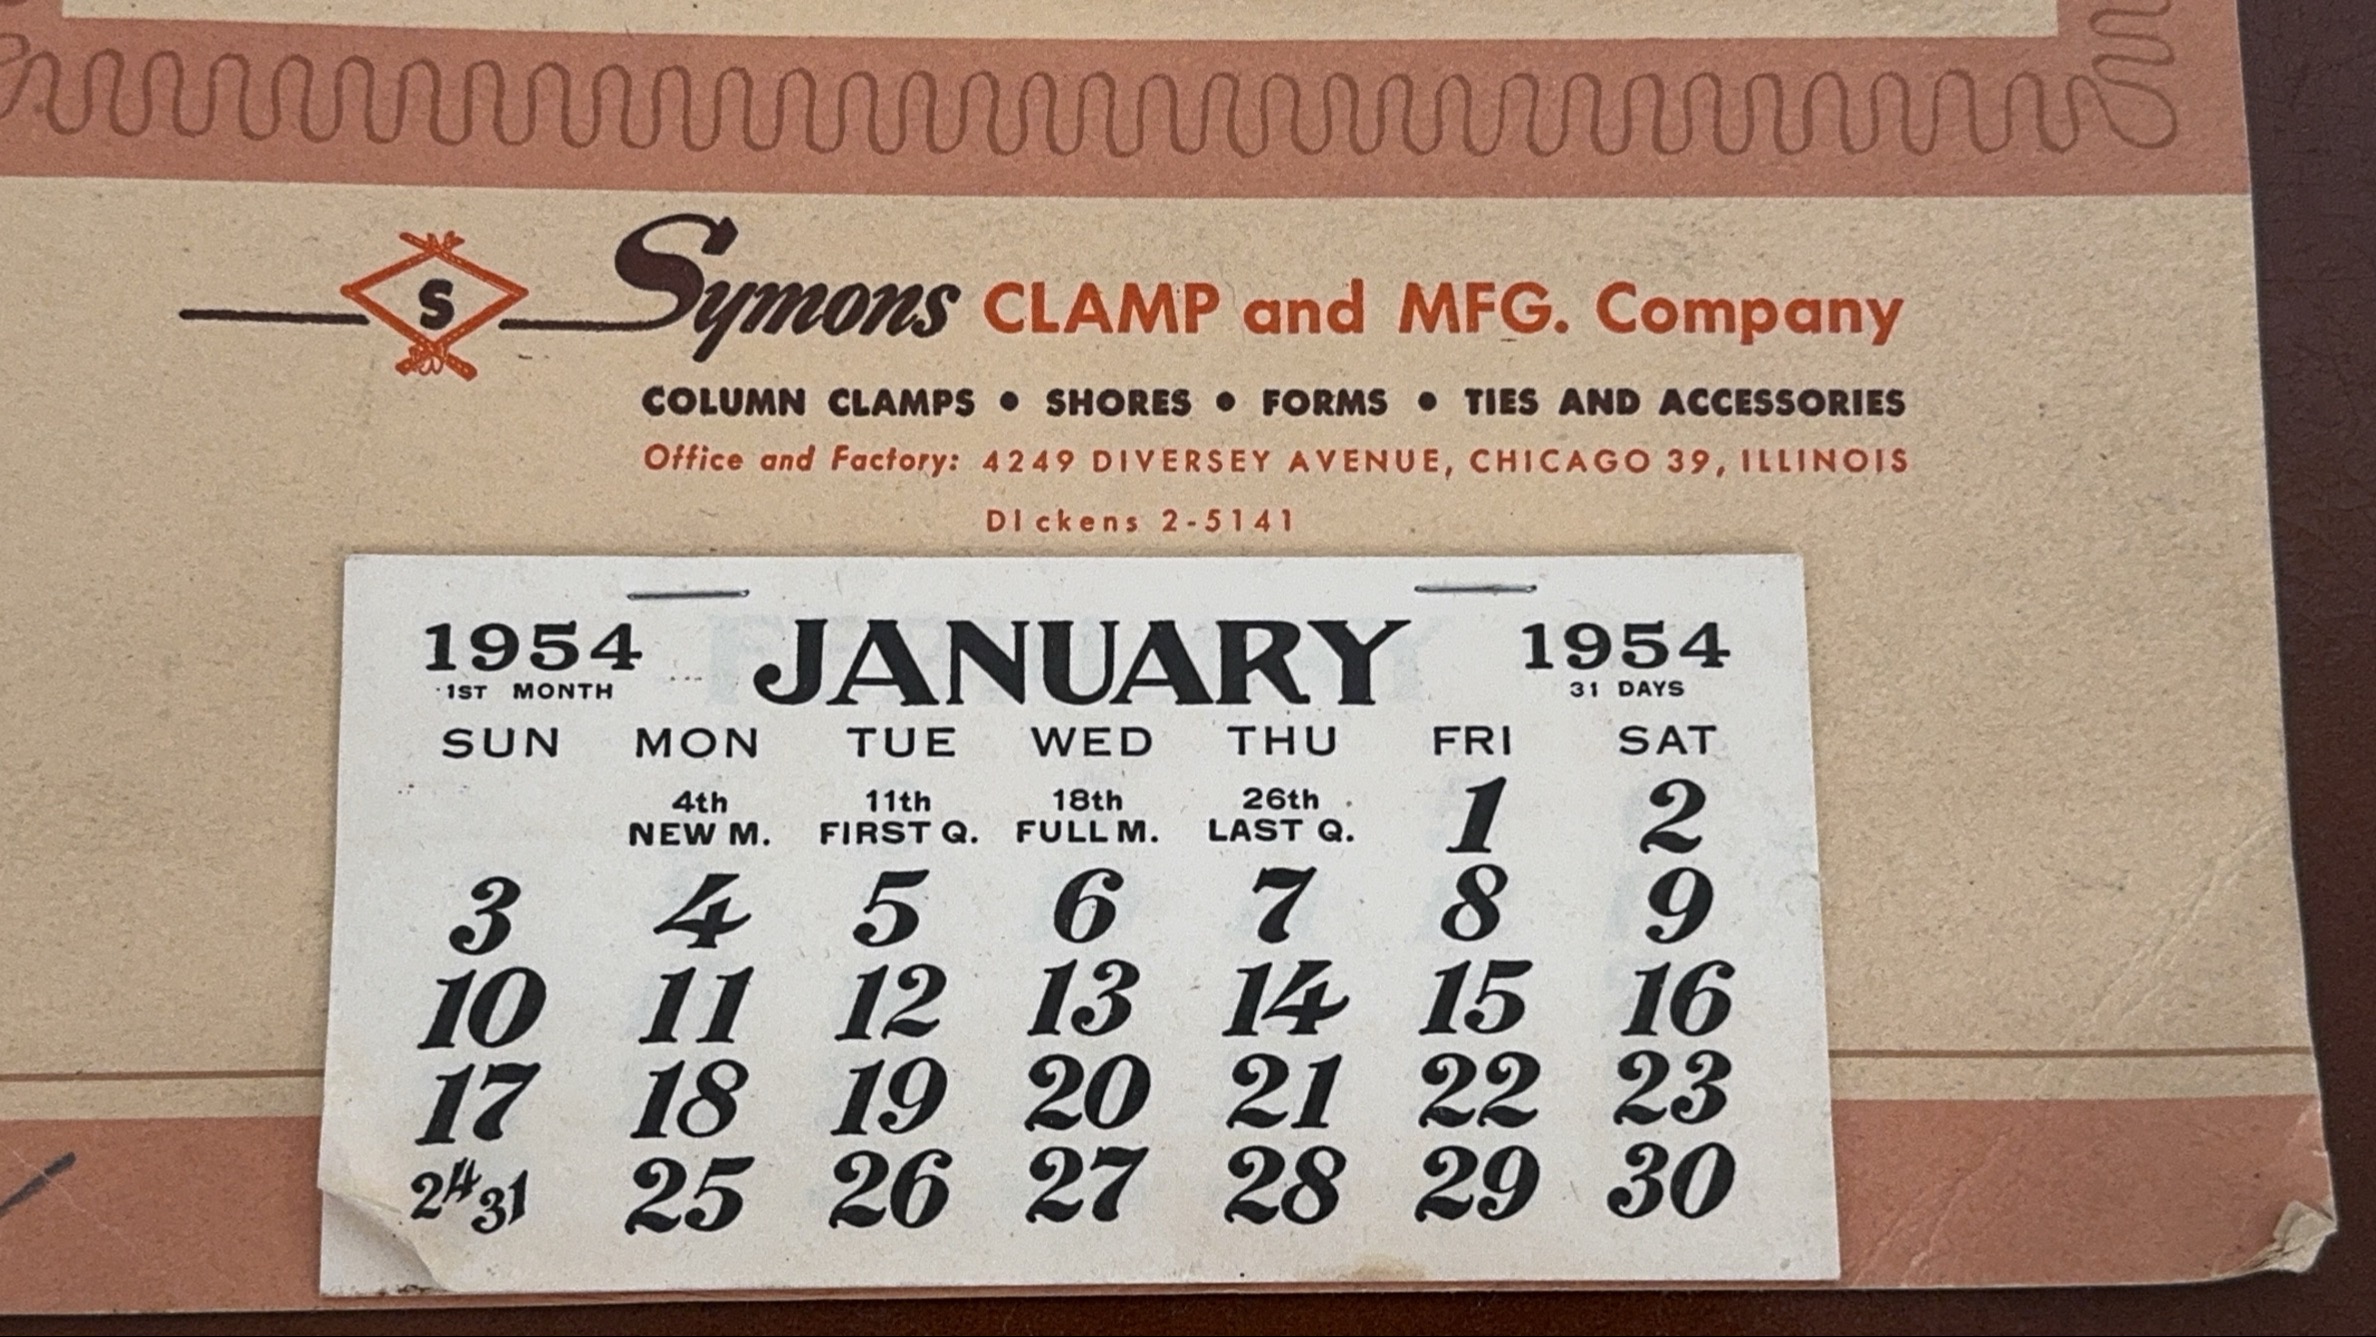 S
Symons CLAMP and MFG. Company
COLUMN CLAMPS • SHORES • FORMS • TIES AND ACCESSORIES
Office and Factory: 4249 DIVERSEY AVENUE, CHICAGO 39, ILLINOIS
DIckens 2-5141
1954 JANUARY 1954
1ST MONTH 31 DAYS
SUN MON TUE WED THU FRI SAT
4th 11th 18th 26th
NEW M. FIRST Q. FULL M. LAST Q. 1 2
3 4 5 6 7 8 9
10 11 12 13 14 15 16
17 18 19 20 21 22 23
24 31 25 26 27 28 29 30